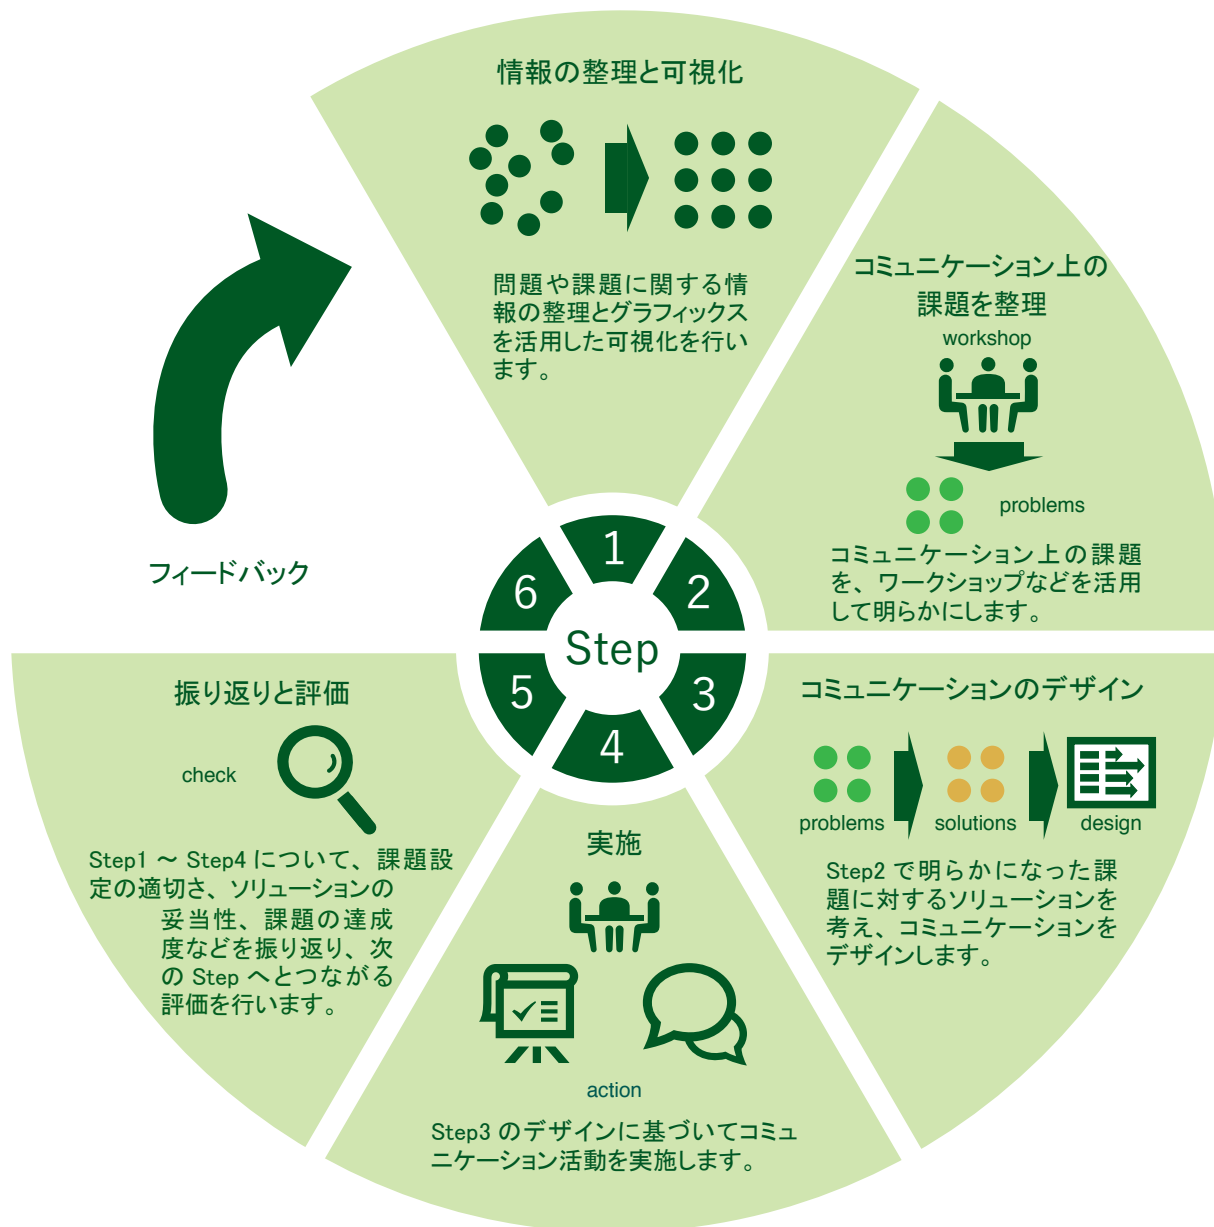 情報の整理と可視化
問題や課題に関する情
報の整理とグラフィックス
を活用した可視化を行い
ます。
コミュニケーション上の
課題を整理
workshop
problems
コミュニケーション上の課題
を、ワークショップなどを活用
して明らかにします。
コミュニケーションのデザイン
problems
solutions
design
Step2 で明らかになった課
題に対するソリューションを
考え、コミュニケーションを
デザインします。
実施
action
Step3 のデザインに基づいてコミュ
ニケーション活動を実施します。
振り返りと評価
check
Step1 ～ Step4 について、課題設
定の適切さ、ソリューションの
妥当性、課題の達成
度などを振り返り、次
の Step へとつながる
評価を行います。
フィードバック
Step
1
2
3
4
5
6